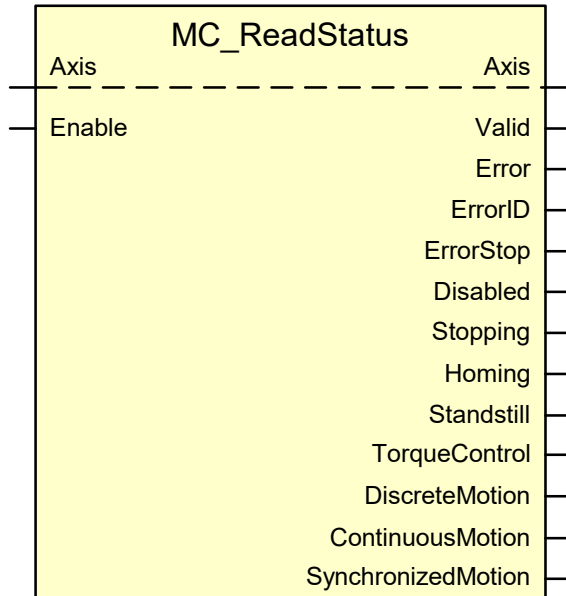 MC_ReadStatus
Axis Axis
Enable Valid
Error
ErrorID
ErrorStop
Disabled
Stopping
Homing
Standstill
TorqueControl
DiscreteMotion
ContinuousMotion
SynchronizedMotion